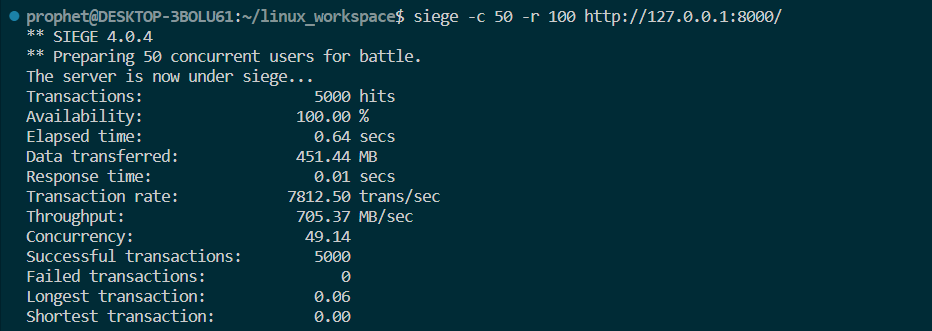 prophet@DESKTOP-3BOLU61:~/linux_workspace$ siege -c 50 -r 100 http://127.0.0.1:8000/
** SIEGE 4.0.4
** Preparing 50 concurrent users for battle.
The server is now under siege...
Transactions: 5000 hits
Availability: 100.00 %
Elapsed time: 0.64 secs
Data transferred: 451.44 MB
Response time: 0.01 secs
Transaction rate: 7812.50 trans/sec
Throughput: 705.37 MB/sec
Concurrency: 49.14
Successful transactions: 5000
Failed transactions: 0
Longest transaction: 0.06
Shortest transaction: 0.00